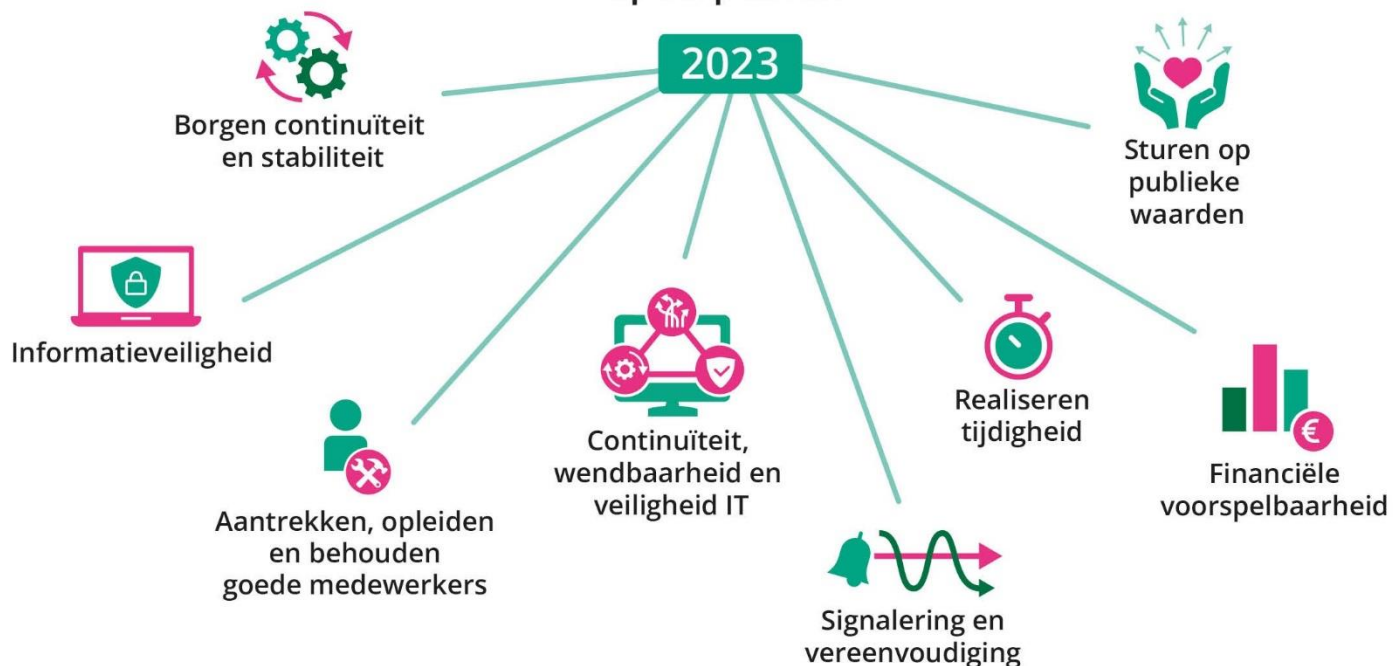 2023
Borgen continuïteit
en stabiliteit
Sturen op
publieke
waarden
Informatieveiligheid
Aantrekken, opleiden
en behouden
goede medewerkers
Continuïteit,
wendbaarheid en
veiligheid IT
Realiseren
tijdigheid
€
Financiële
voorspelbaarheid
Signalering en
vereenvoudiging